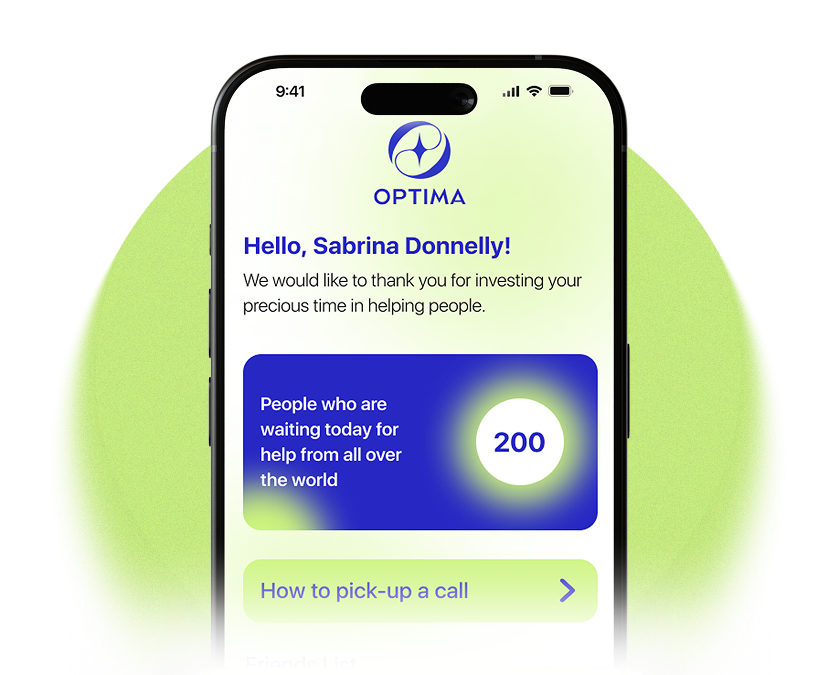 9:41
OPTIMA
Hello, Sabrina Donnelly!
We would like to thank you for investing your
precious time in helping people.
People who are
waiting today for
help from all over
the world
200
How to pick-up a call
Friends List